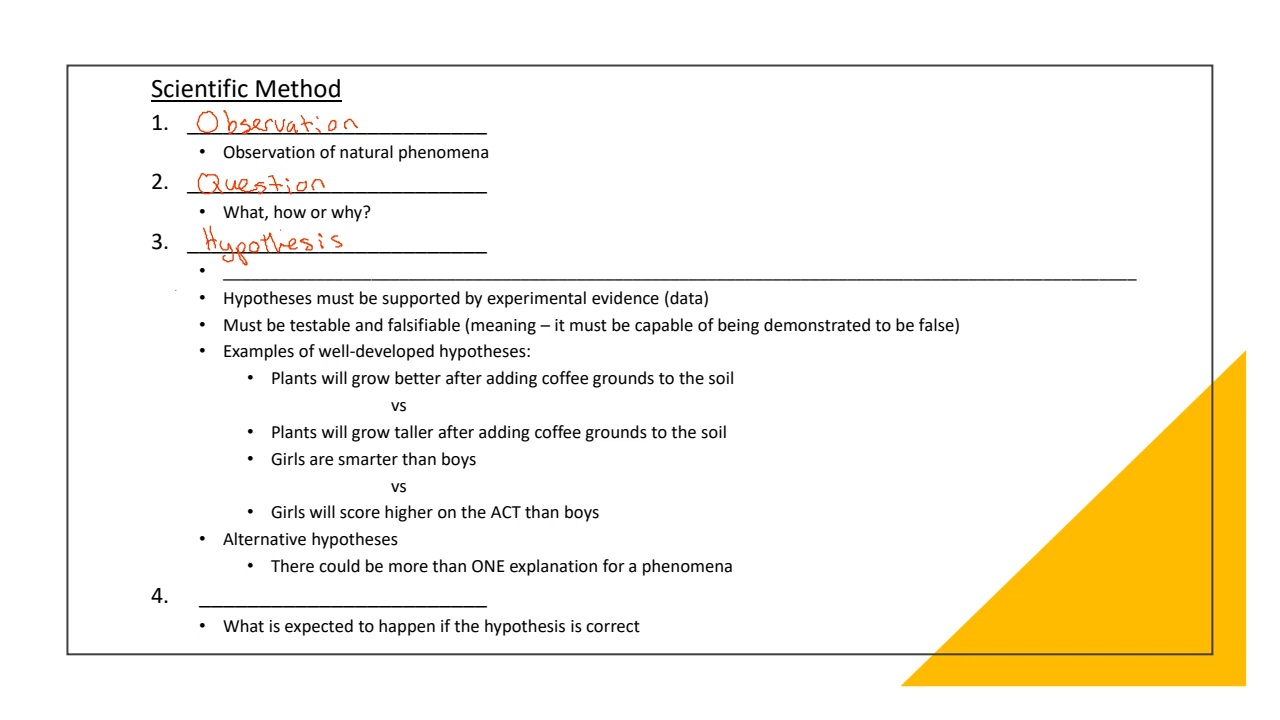 Scientific Method
1. Observation
• Observation of natural phenomena
2. Question
• What, how or why?
3. Hypothesis
• ____________________
• Hypotheses must be supported by experimental evidence (data)
• Must be testable and falsifiable (meaning – it must be capable of being demonstrated to be false)
• Examples of well-developed hypotheses:
• Plants will grow better after adding coffee grounds to the soil
vs
• Plants will grow taller after adding coffee grounds to the soil
• Girls are smarter than boys
vs
• Girls will score higher on the ACT than boys
• Alternative hypotheses
• There could be more than ONE explanation for a phenomena
4. ____________________
• What is expected to happen if the hypothesis is correct